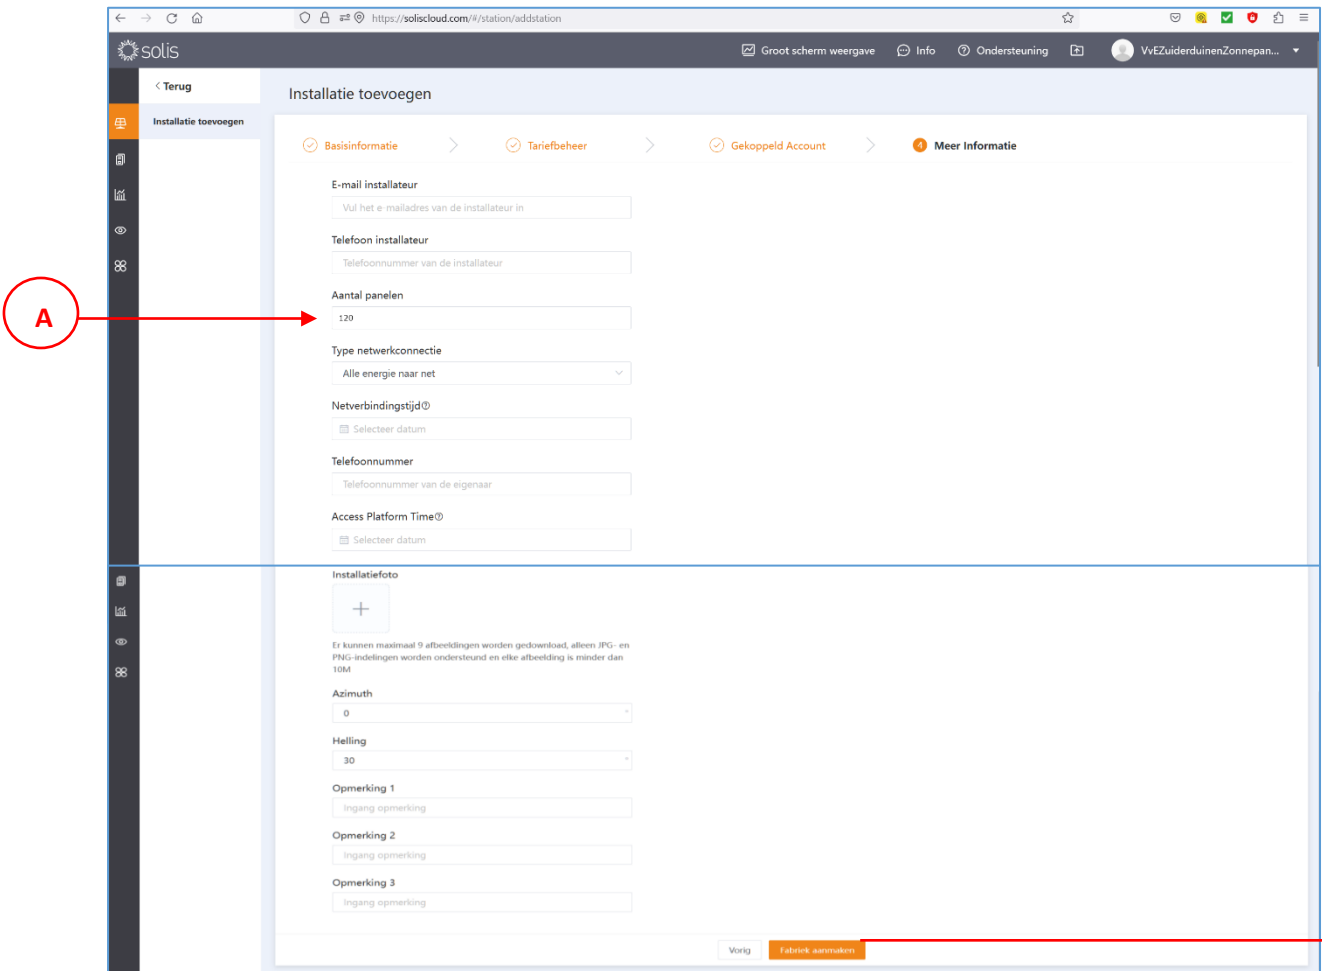 https://soliscloud.com/#/station/addstation
solis
Groot scherm weergave
Info
Ondersteuning
VvEZuiderduinenZonnepan...
< Terug
Installatie toevoegen
Installatie toevoegen
Basisinformatie
Tariefbeheer
Gekoppeld Account
4 Meer Informatie
E-mail installateur
Vul het e-mailadres van de installateur in
Telefoon installateur
Telefoonnummer van de installateur
Aantal panelen
A
120
Type netwerkconnectie
Alle energie naar net
Netverbindingstijd
Selecteer datum
Telefoonnummer
Telefoonnummer van de eigenaar
Access Platform Time
Selecteer datum
Installatiefoto
Er kunnen maximaal 9 afbeeldingen worden gedownload, alleen JPG- en
PNG-indelingen worden ondersteund en elke afbeelding is minder dan
10M
Azimuth
0 °
Helling
30 °
Opmerking 1
Ingang opmerking
Opmerking 2
Ingang opmerking
Opmerking 3
Ingang opmerking
Vorig
Fabriek aanmaken